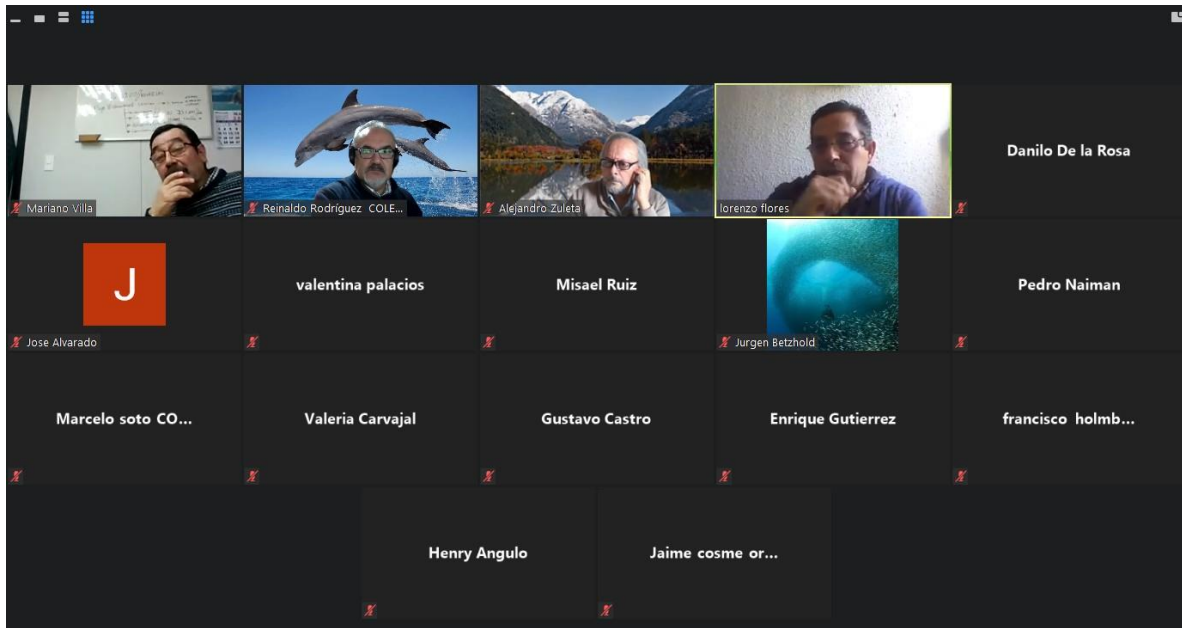 Mariano Villa
Reinaldo Rodríguez COLE...
Alejandro Zuleta
lorenzo flores
Danilo De la Rosa
J
Jose Alvarado
valentina palacios
Misael Ruiz
Jurgen Betzhold
Pedro Naiman
Marcelo soto CO...
Valeria Carvajal
Gustavo Castro
Enrique Gutierrez
francisco holmb...
Henry Angulo
Jaime cosme or...